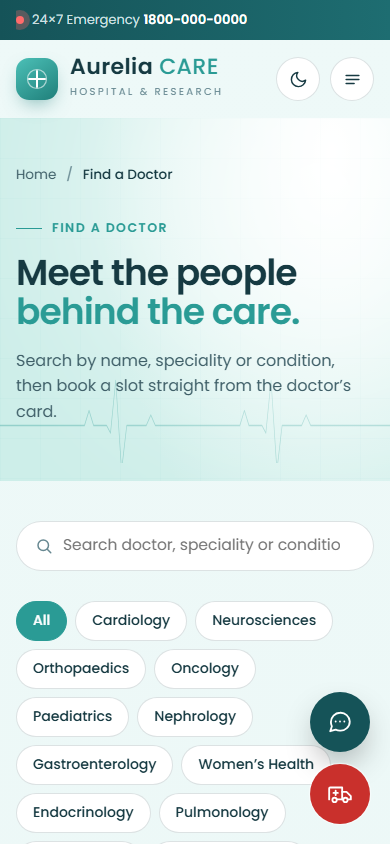 24×7 Emergency 1800-000-0000
Aurelia CARE
HOSPITAL & RESEARCH
Home / Find a Doctor
FIND A DOCTOR
Meet the people
behind the care.
Search by name, speciality or condition,
then book a slot straight from the doctor’s
card.
Search doctor, speciality or conditio
All Cardiology Neurosciences
Orthopaedics Oncology
Paediatrics Nephrology
Gastroenterology Women’s Health
Endocrinology Pulmonology